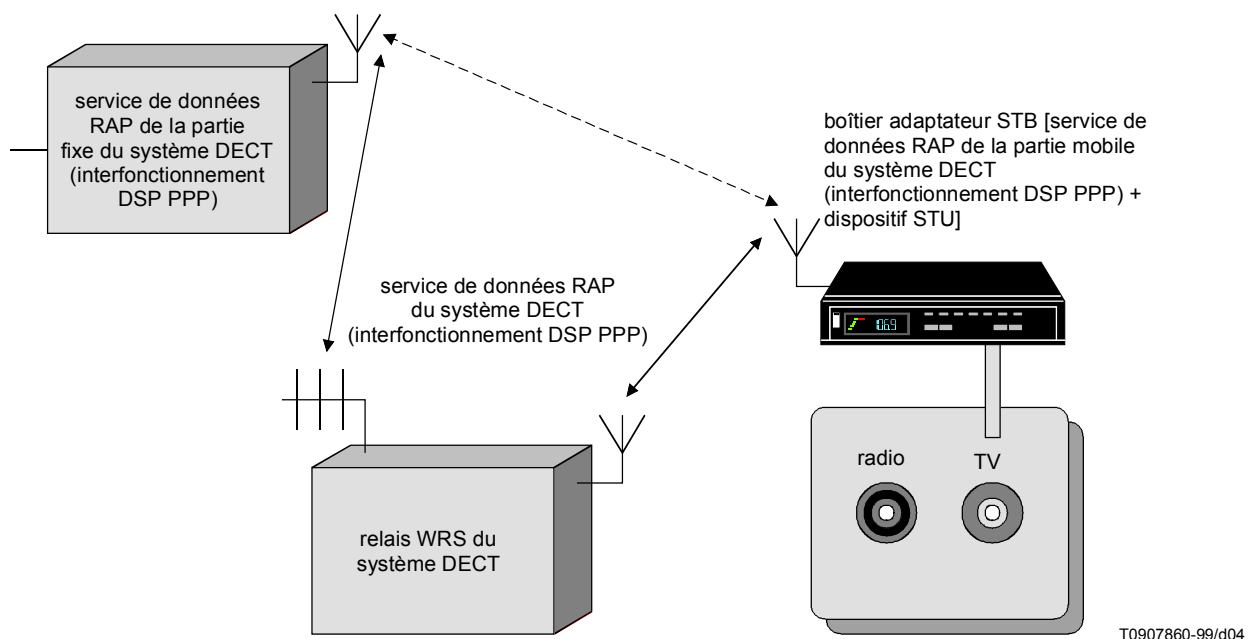 service de données
RAP de la partie
fixe du système DECT
(interfonctionnement
DSP PPP)
boîtier adaptateur STB [service de
données RAP de la partie mobile
du système DECT
(interfonctionnement DSP PPP) +
dispositif STU]
service de données RAP
du système DECT
(interfonctionnement DSP PPP)
106.9
radio
TV
relais WRS du
système DECT
T0907860-99/d04